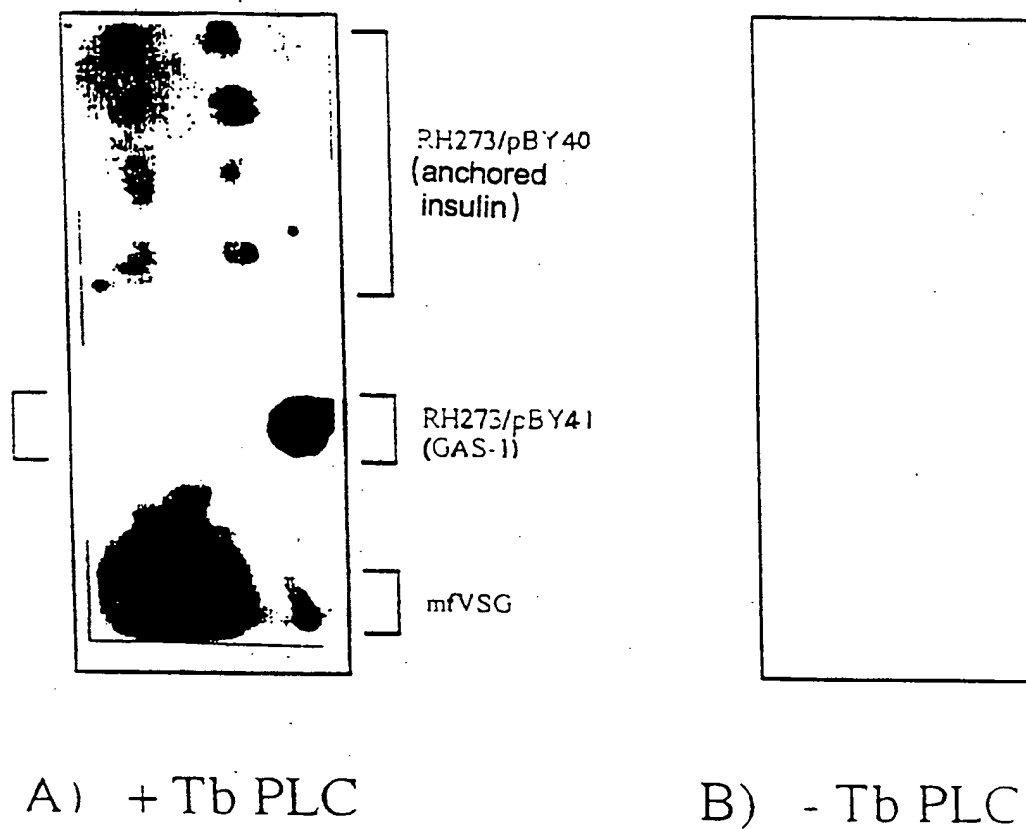 RH273/pBY40
(anchored
insulin)
RH273/pBY41
(GAS-1)
mfVSG
A) + Tb PLC
B) - Tb PLC